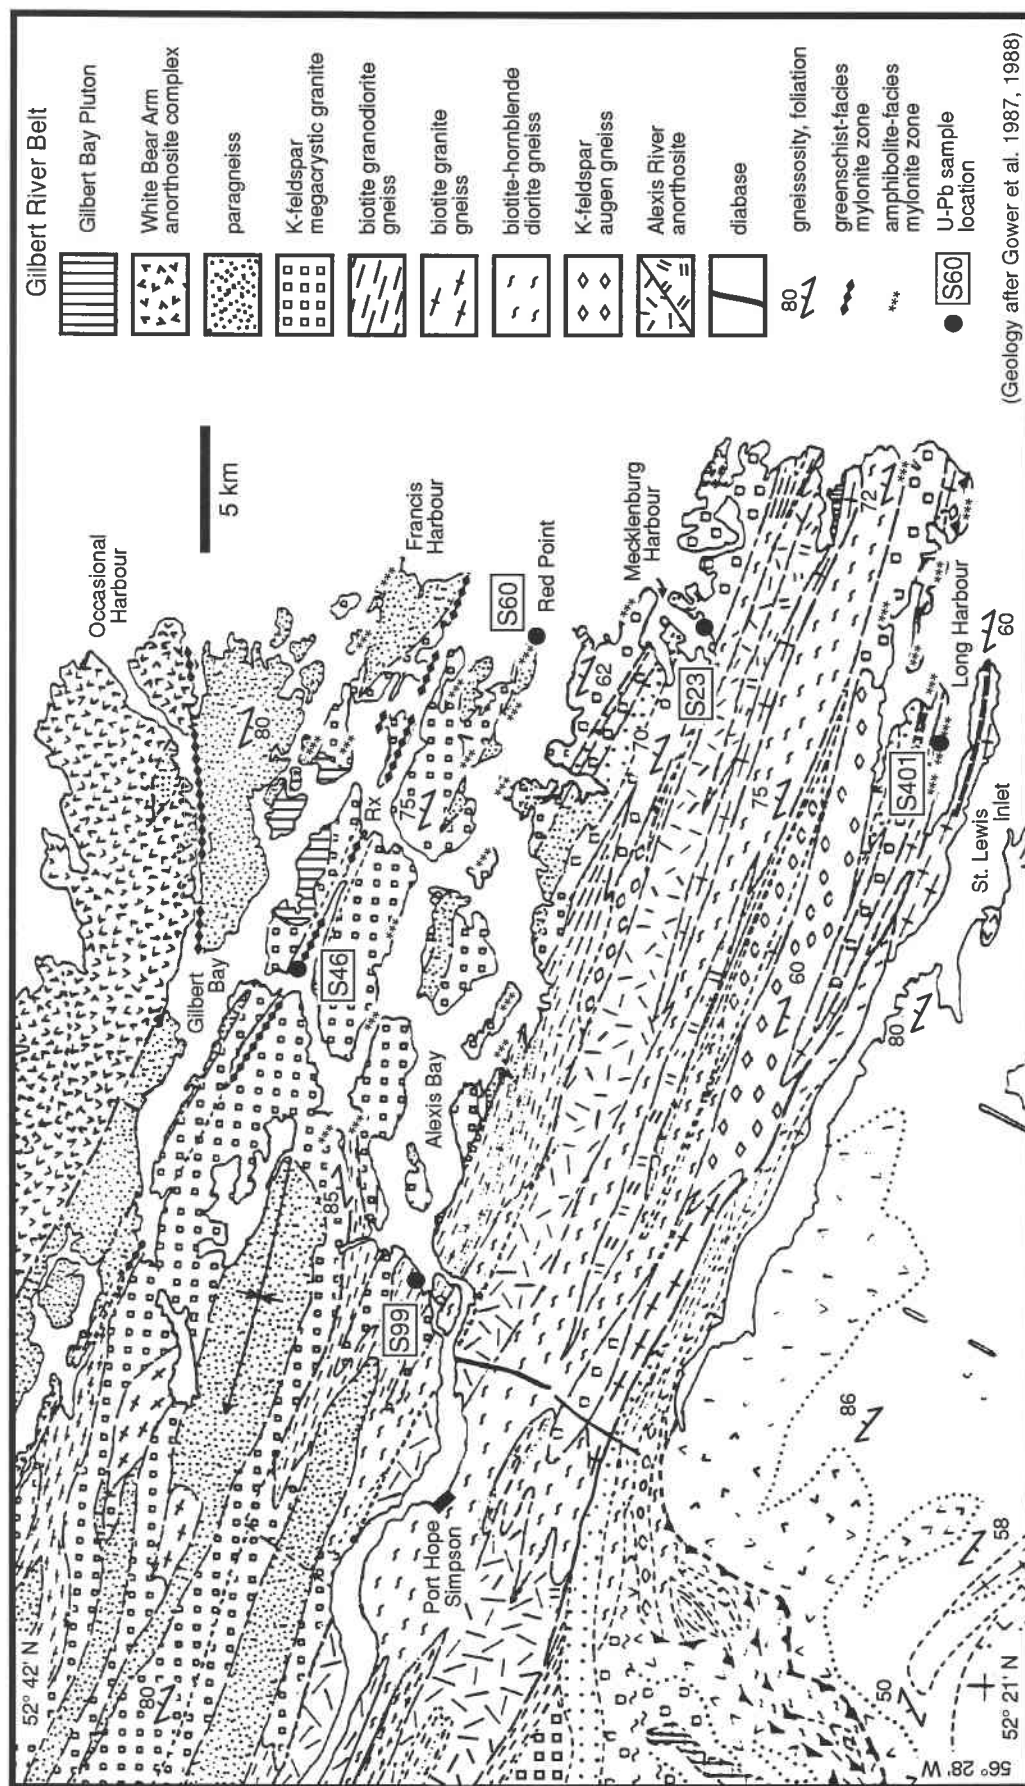 Gilbert River Belt
Gilbert Bay Pluton
White Bear Arm
anorthosite complex
paragneiss
K-feldspar
megacrystic granite
biotite granodiorite
gneiss
biotite granite
gneiss
biotite-hornblende
diorite gneiss
K-feldspar
augen gneiss
Alexis River
anorthosite
diabase
80
gneissosity, foliation
greenschist-facies
mylonite zone
amphibolite-facies
mylonite zone
S60
U-Pb sample
location
(Geology after Gower et al. 1987, 1988)
5 km
52° 42' N
Occasional
Harbour
Gilbert
Bay
80
Francis
Harbour
S46
Rx
75
S60
Red Point
Alexis Bay
85
S99
80
Port Hope
Simpson
Mecklenburg
Harbour
62
70
S23
75
72
60
S401
Long Harbour
60
St. Lewis
Inlet
80
86
58
50
52° 21' N
56° 28' W